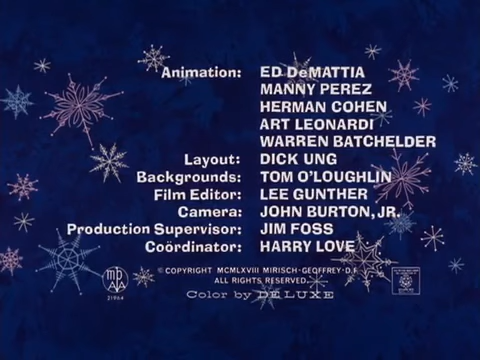 Animation: ED DeMATTIA
MANNY PEREZ
HERMAN COHEN
ART LEONARDI
WARREN BATCHELDER
Layout: DICK UNG
Backgrounds: TOM O'LOUGHLIN
Film Editor: LEE GUNTHER
Camera: JOHN BURTON, JR.
Production Supervisor: JIM FOSS
Coördinator: HARRY LOVE
© COPYRIGHT MCMLXVIII MIRISCH-GEOFFREY-D.F.
ALL RIGHTS RESERVED.
Color by DELUXE
21964